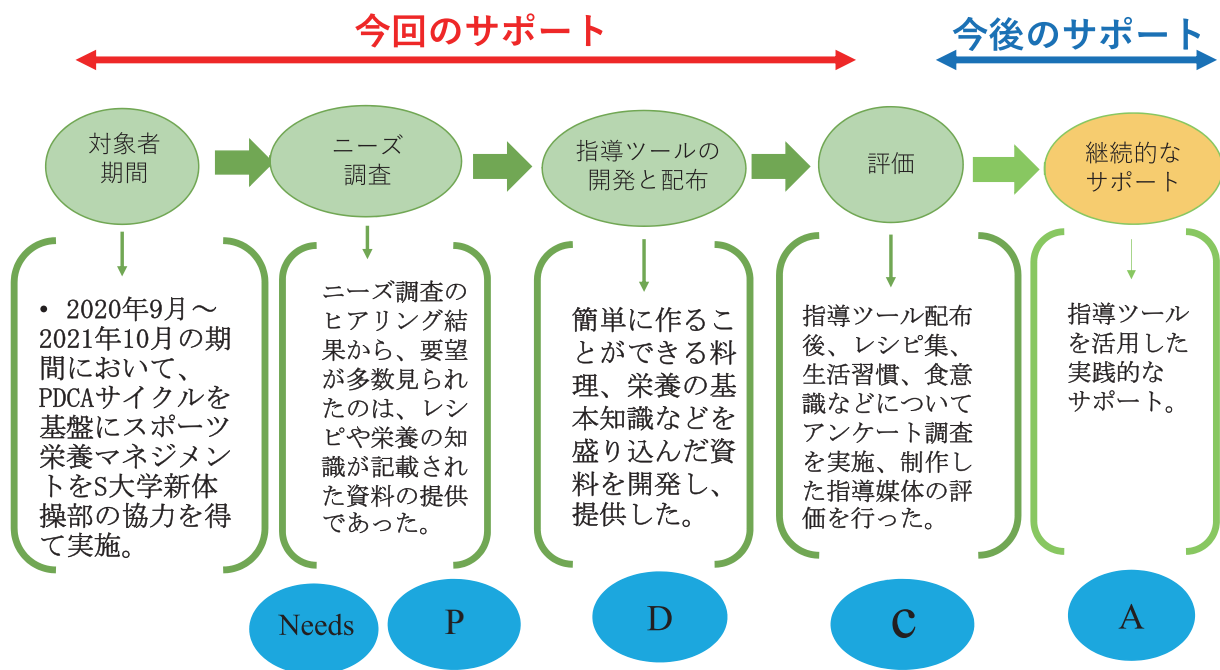 今回のサポート
今後のサポート
対象者
期間
ニーズ
調査
指導ツールの
開発と配布
評価
継続的な
サポート
• 2020年9月～
2021年10月の期
間において、
PDCAサイクルを
基盤にスポーツ
栄養マネジメン
トをS大学新体
操部の協力を得
て実施。
ニーズ調査の
ヒアリング結
果から、要望
が多数見られ
たのは、レシ
ピや栄養の知
識が記載され
た資料の提供
であった。
簡単に作るこ
とができる料
理、栄養の基
本知識などを
盛り込んだ資
料を開発し、
提供した。
指導ツール配布
後、レシピ集、
生活習慣、食意
識などについて
アンケート調査
を実施、制作し
た指導媒体の評
価を行った。
指導ツール
を活用した
実践的な
サポート。
Needs
P
D
C
A